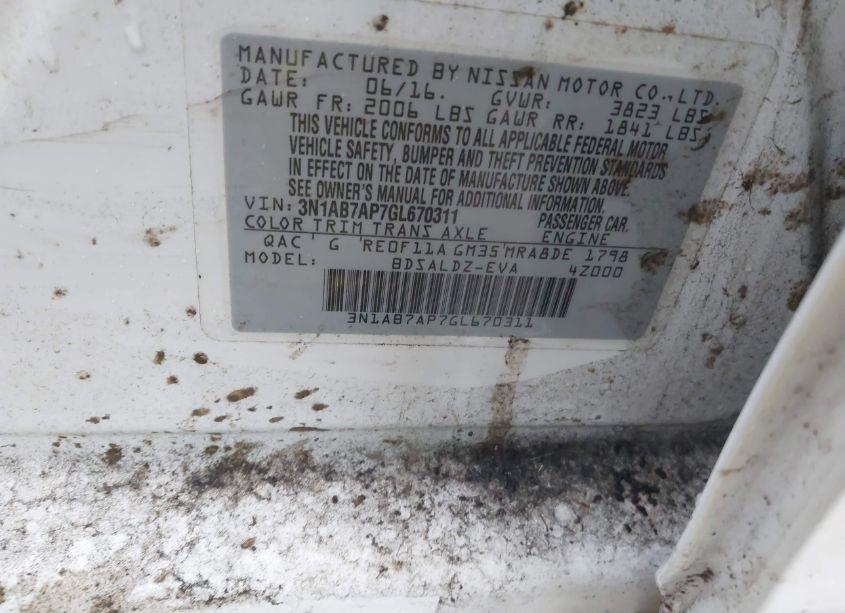 MANUFACTURED BY NISSAN MOTOR CO.,LTD.
DATE: 06/16. GVWR: 3823 LBS
GAWR FR: 2006 LBS GAWR RR: 1841 LBS
THIS VEHICLE CONFORMS TO ALL APPLICABLE FEDERAL MOTOR
VEHICLE SAFETY, BUMPER AND THEFT PREVENTION STANDARDS
IN EFFECT ON THE DATE OF MANUFACTURE SHOWN ABOVE.
SEE OWNER'S MANUAL FOR ADDITIONAL INFORMATION.
VIN: 3N1AB7AP7GL670311 PASSENGER CAR.
COLOR TRIM TRANS AXLE ENGINE
QAC G RE0F11A GM35 MRA8DE 1798
MODEL: BDSALDZ-EVA 4Z000
3N1AB7AP7GL670311